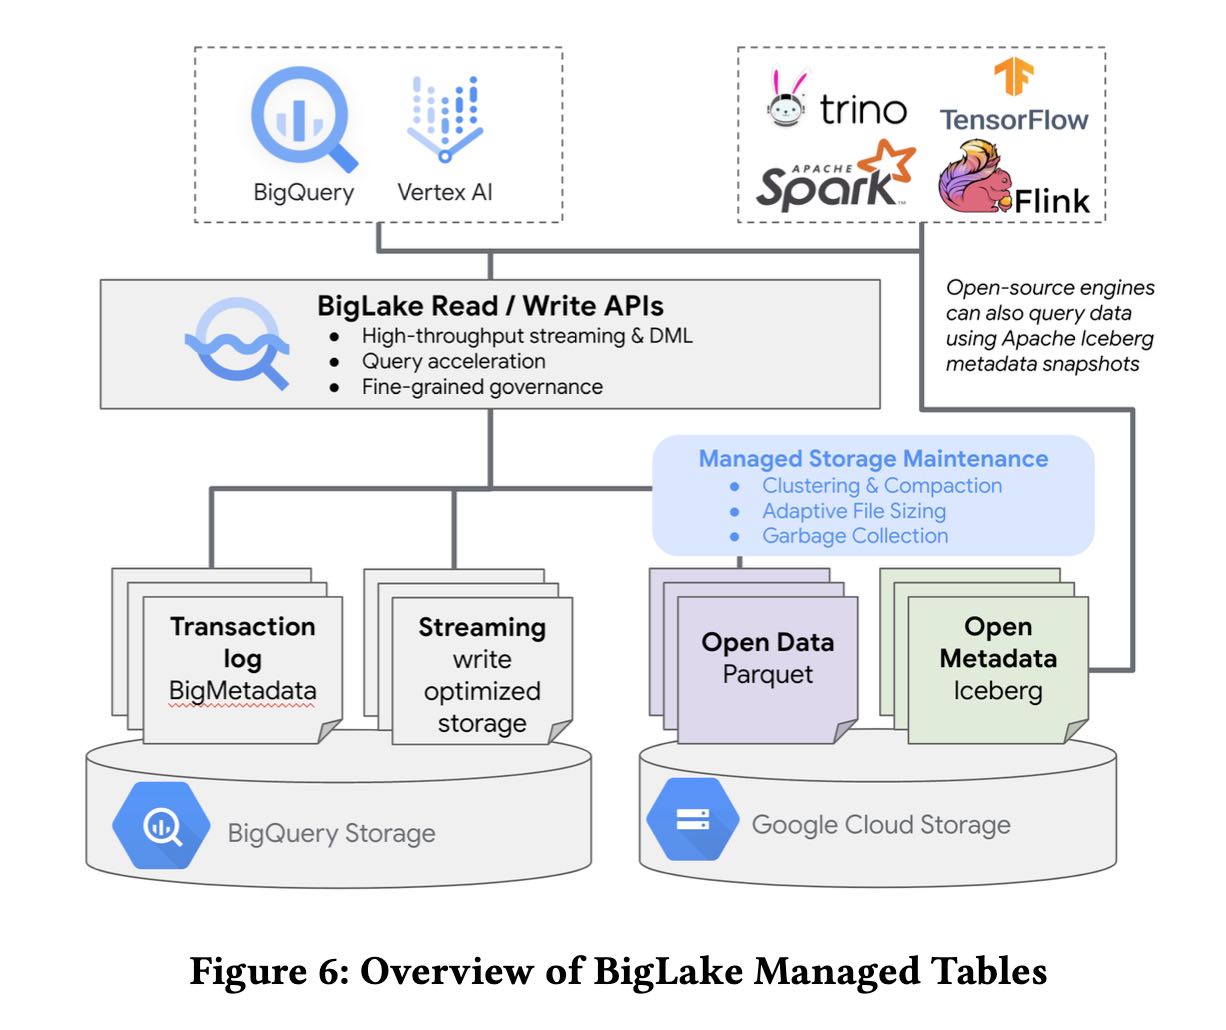 BigQuery
Vertex AI
trino
TensorFlow
APACHE
Spark
TM
Flink
BigLake Read / Write APIs
● High-throughput streaming & DML
● Query acceleration
● Fine-grained governance
Open-source engines
can also query data
using Apache Iceberg
metadata snapshots
Managed Storage Maintenance
● Clustering & Compaction
● Adaptive File Sizing
● Garbage Collection
Transaction
log
BigMetadata
Streaming
write
optimized
storage
Open Data
Parquet
Open
Metadata
Iceberg
BigQuery Storage
Google Cloud Storage
Figure 6: Overview of BigLake Managed Tables